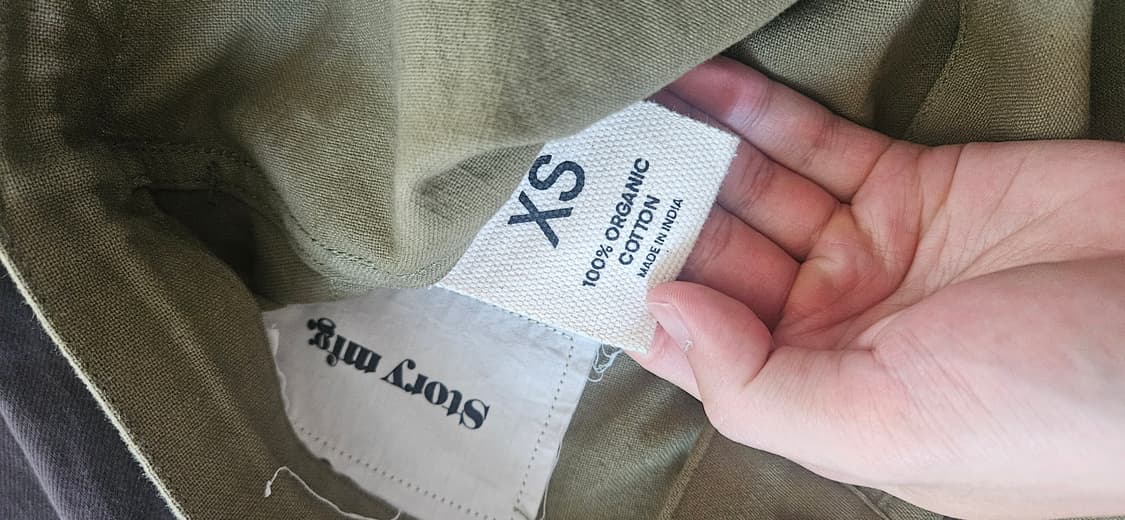 XS
100% ORGANIC
COTTON
MADE IN INDIA
Story mfg.